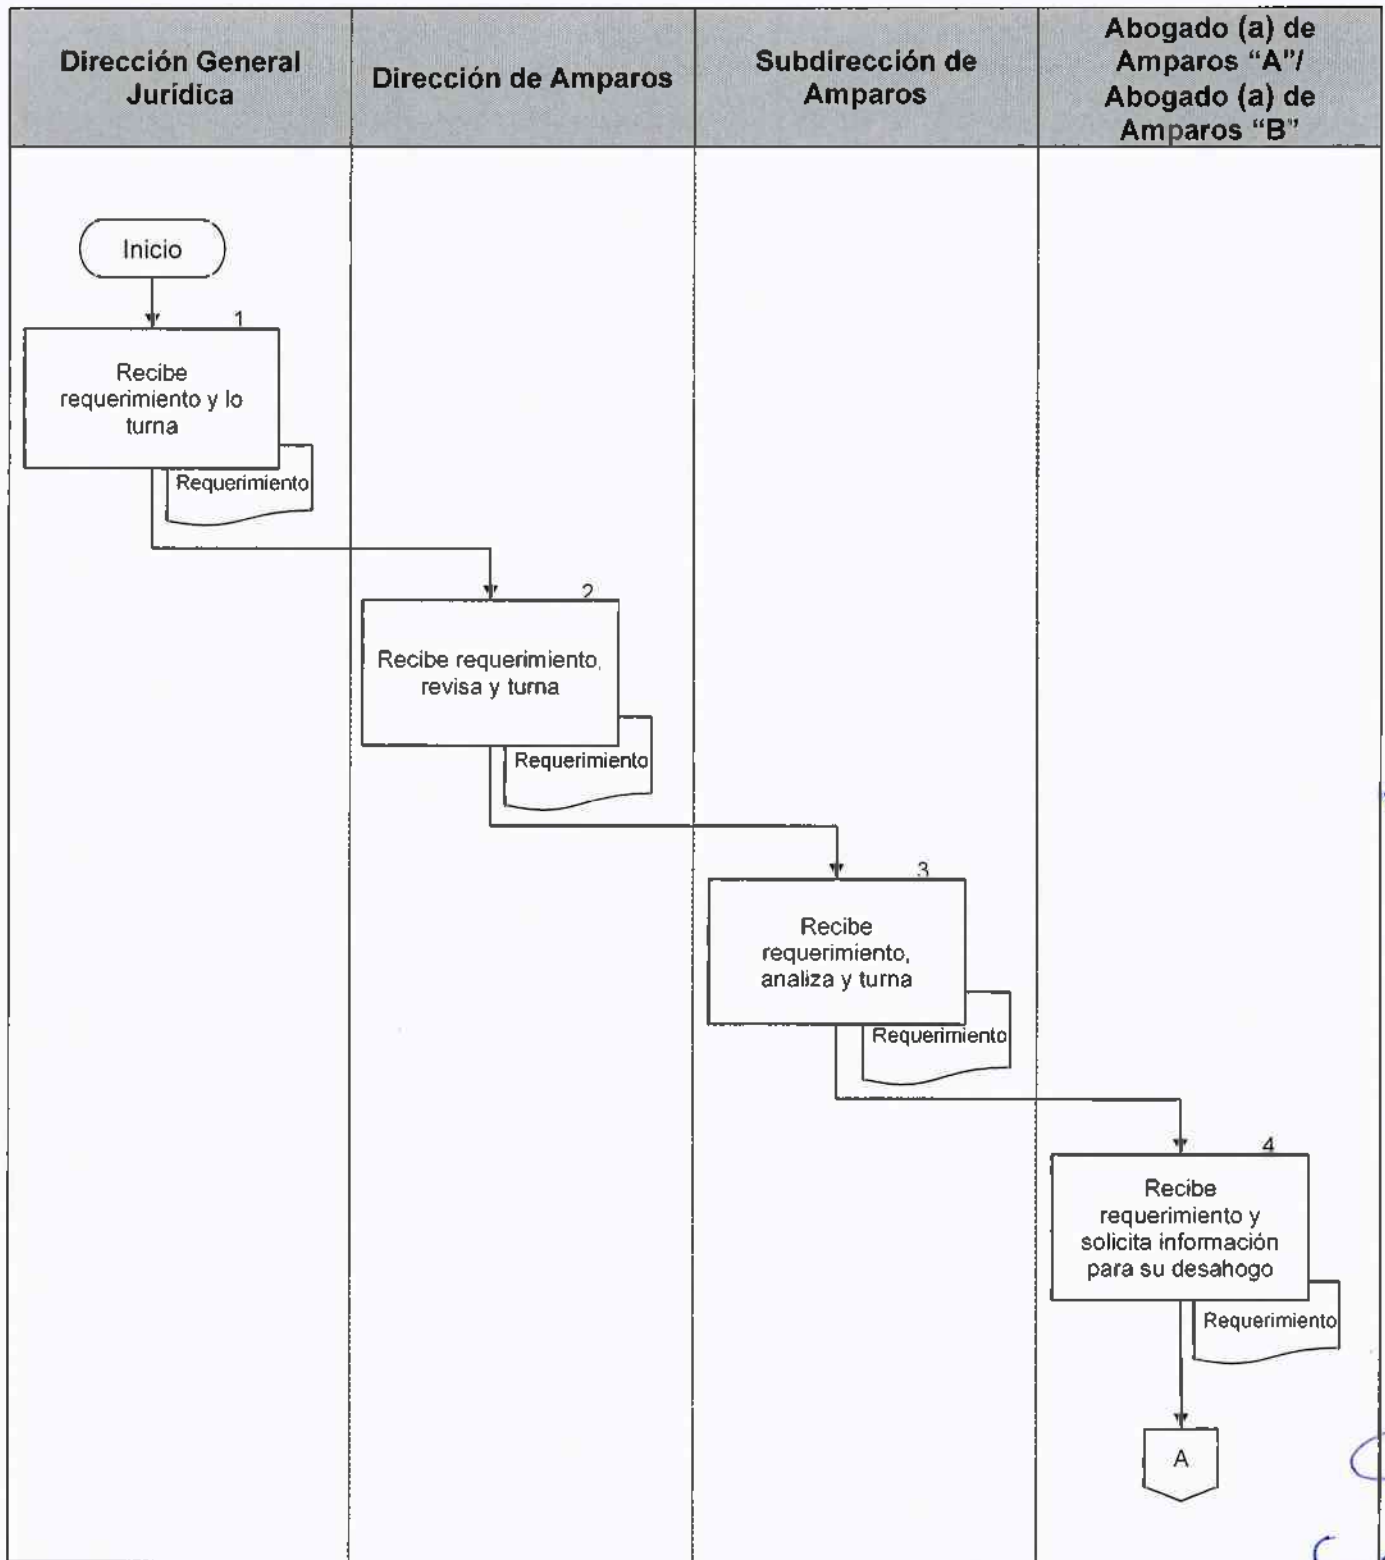 Dirección General
Jurídica
Dirección de Amparos
Subdirección de
Amparos
Abogado (a) de
Amparos “A”/
Abogado (a) de
Amparos “B”
Inicio
1
Recibe
requerimiento y lo
turna
Requerimiento
2
Recibe requerimiento,
revisa y turna
Requerimiento
3
Recibe
requerimiento,
analiza y turna
Requerimiento
4
Recibe
requerimiento y
solicita información
para su desahogo
Requerimiento
A